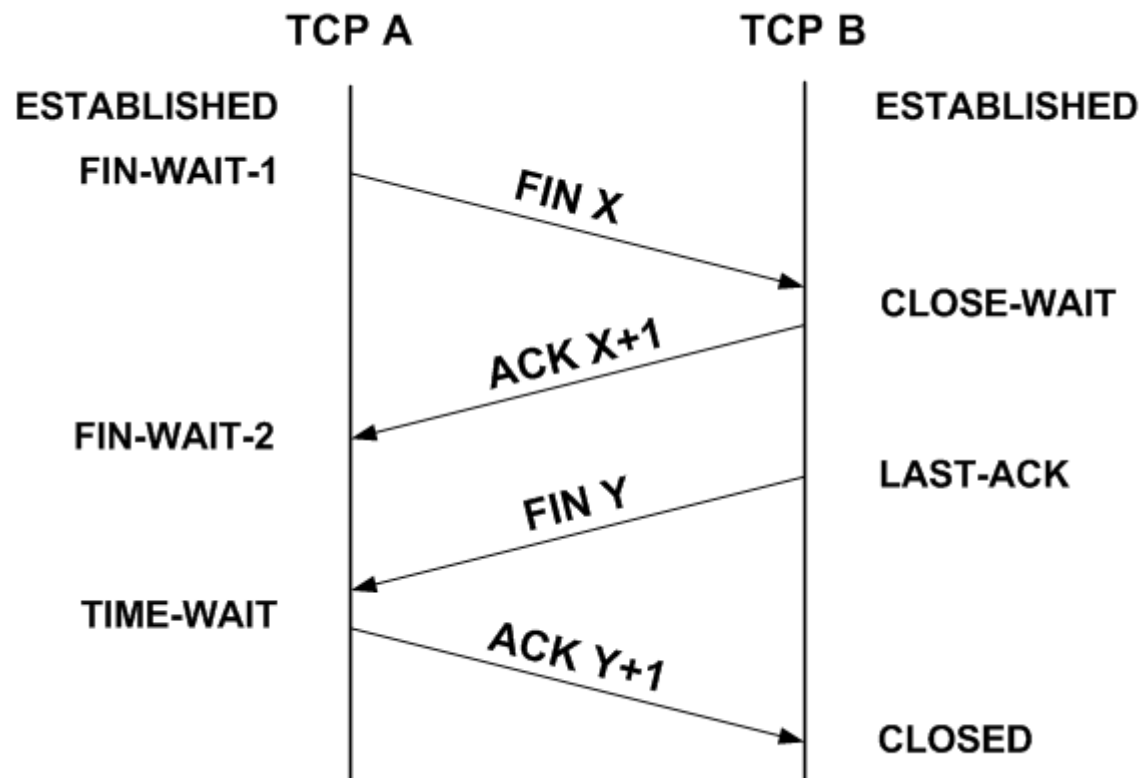 TCP A
TCP B
ESTABLISHED
ESTABLISHED
FIN-WAIT-1
FIN X
CLOSE-WAIT
ACK X+1
FIN-WAIT-2
LAST-ACK
FIN Y
TIME-WAIT
ACK Y+1
CLOSED